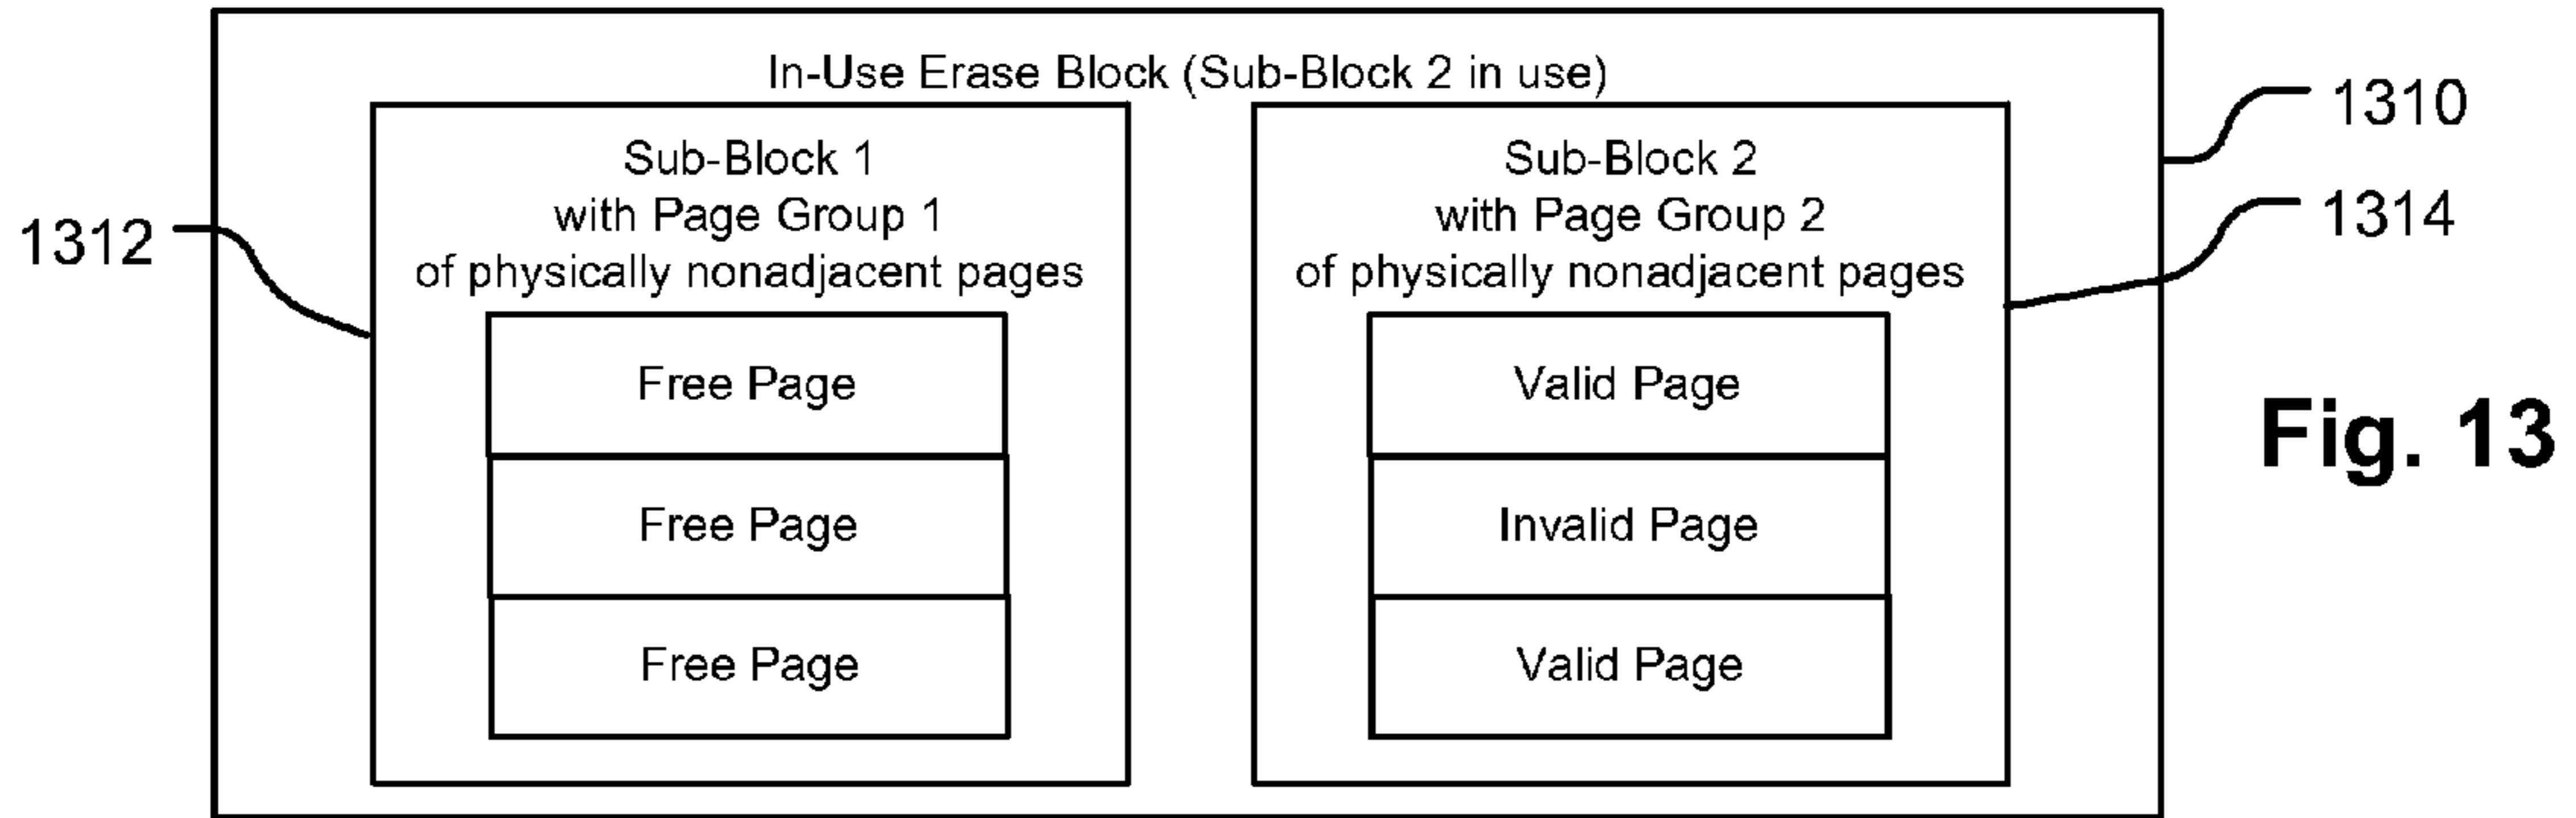 In-Use Erase Block (Sub-Block 2 in use)
1310
1312
1314
Sub-Block 1
with Page Group 1
of physically nonadjacent pages
Free Page
Free Page
Free Page
Sub-Block 2
with Page Group 2
of physically nonadjacent pages
Valid Page
Invalid Page
Valid Page
Fig. 13